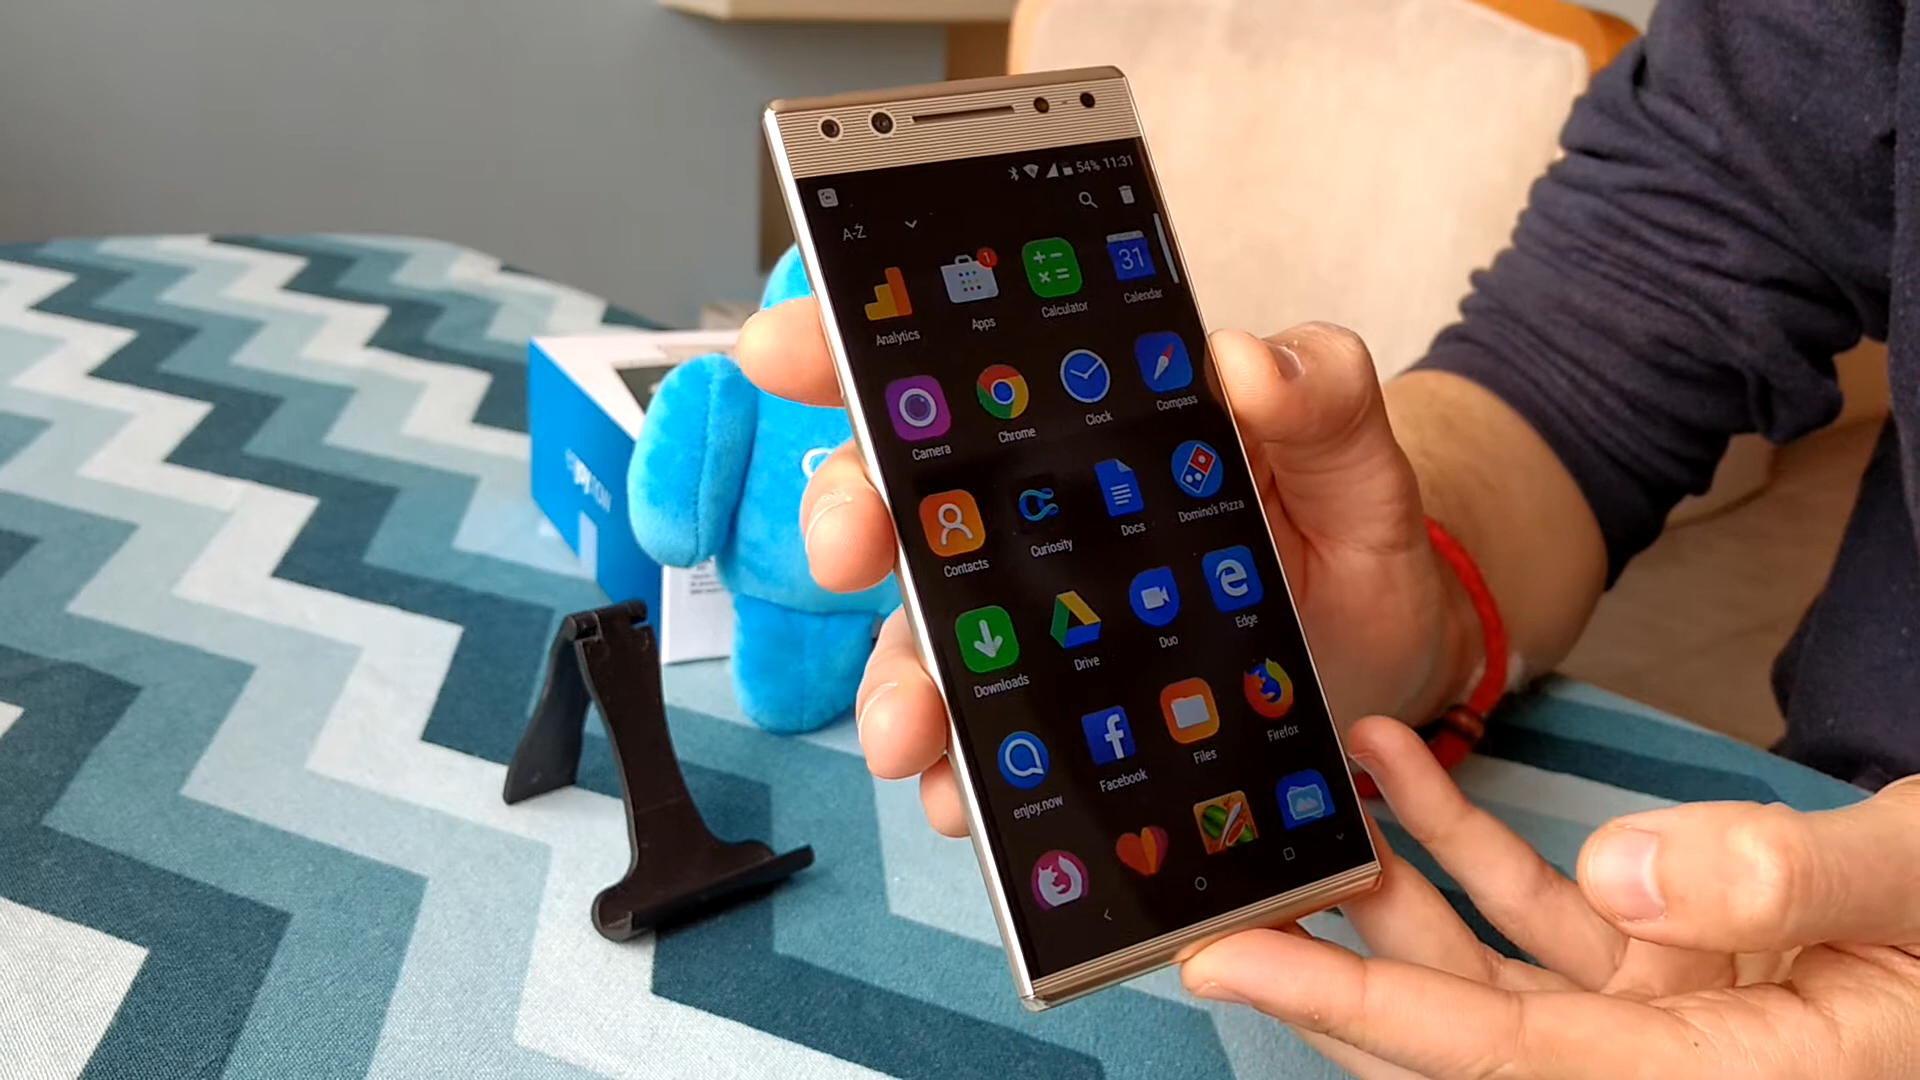 54% 11:31
A-Ż
1
31
Analytics
Apps
Calculator
Calendar
Camera
Chrome
Clock
Compass
Contacts
Curiosity
Docs
Domino's Pizza
Downloads
Drive
Duo
Edge
enjoy.now
Facebook
Files
Firefox